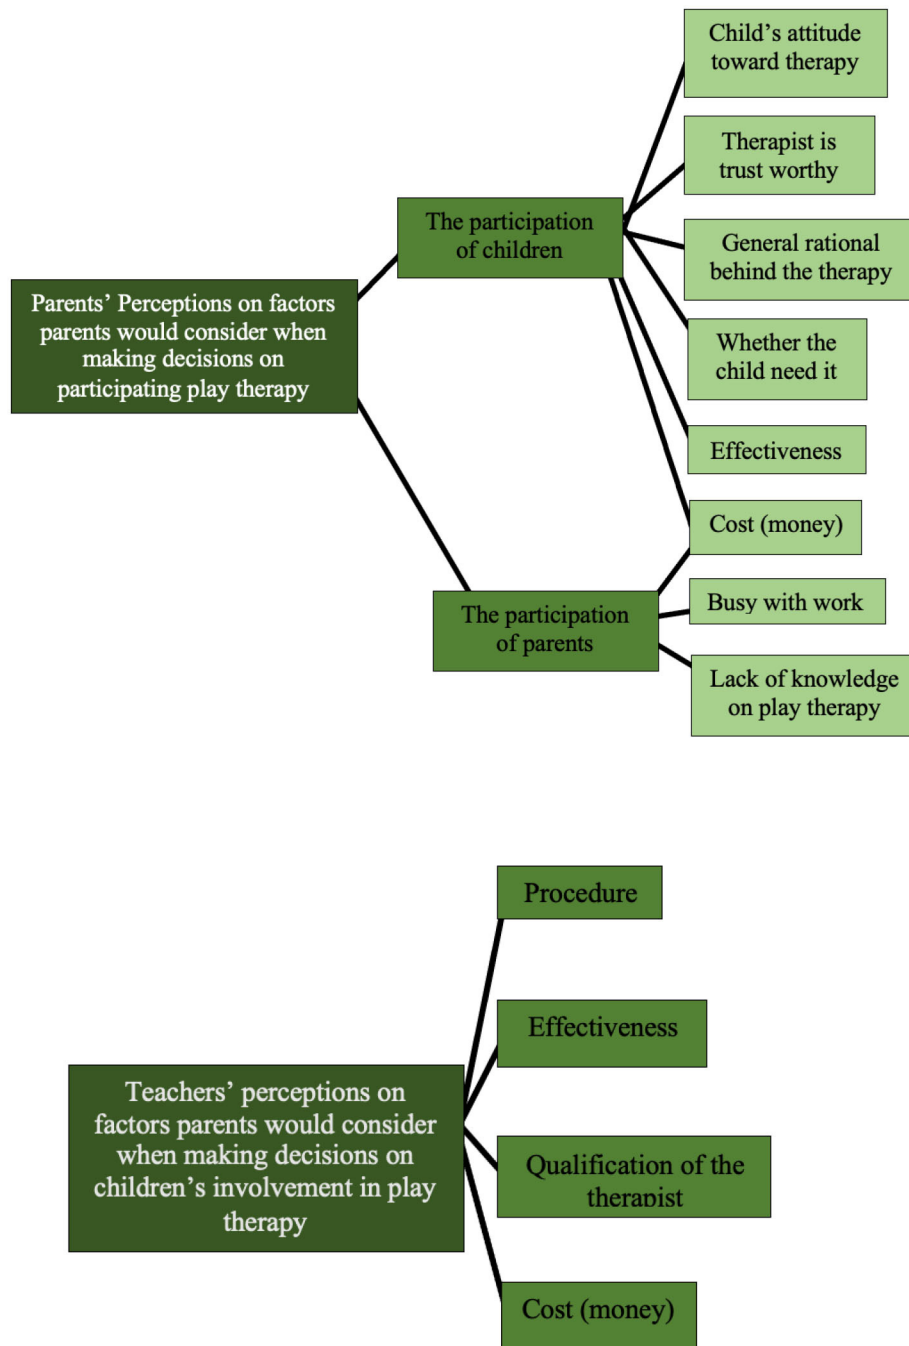 Child’s attitude
toward therapy
Therapist is
trust worthy
The participation
of children
General rational
behind the therapy
Parents’ Perceptions on factors
parents would consider when
making decisions on
participating play therapy
Whether the
child need it
Effectiveness
Cost (money)
The participation
of parents
Busy with work
Lack of knowledge
on play therapy
Procedure
Effectiveness
Teachers’ perceptions on
factors parents would consider
when making decisions on
children’s involvement in play
therapy
Qualification of the
therapist
Cost (money)